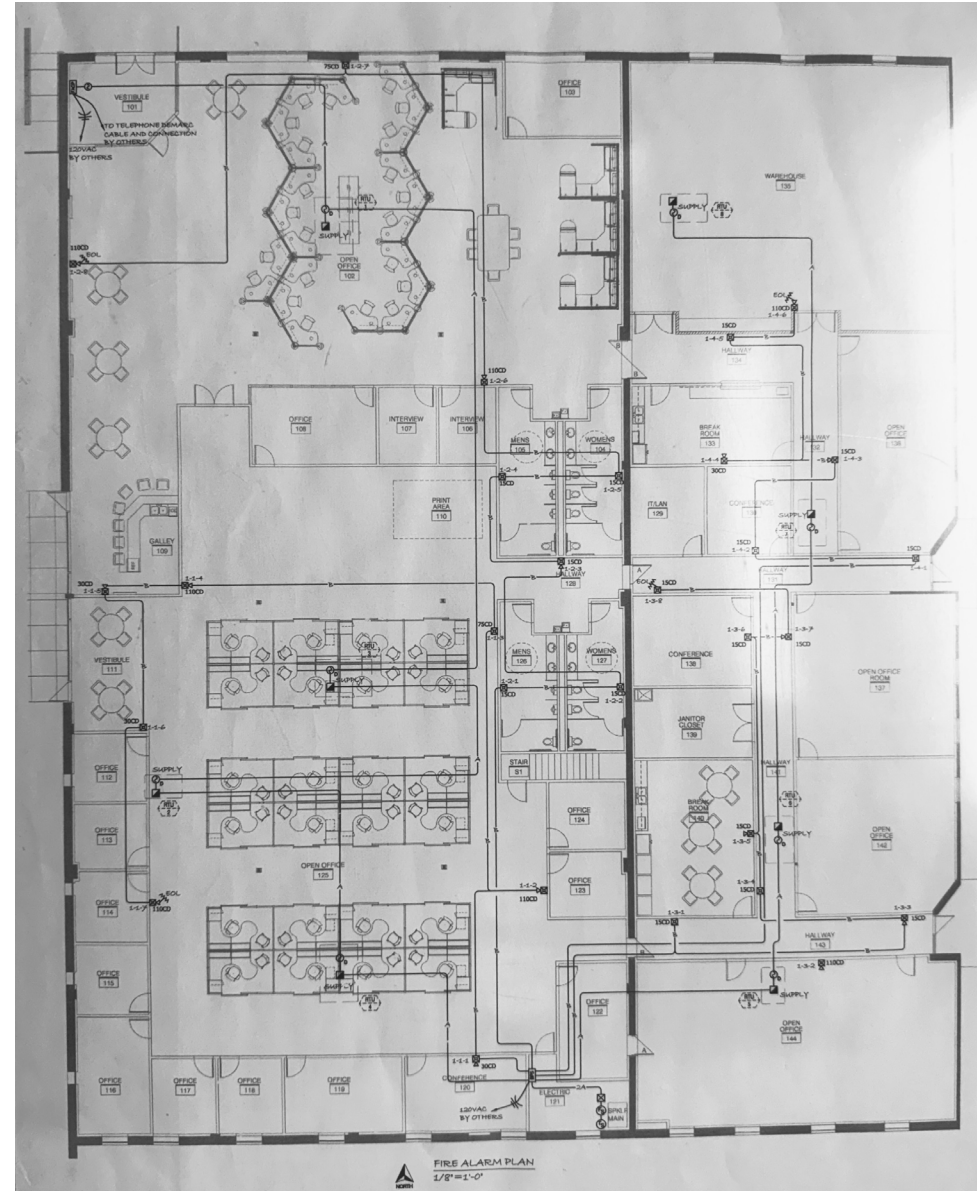 75CD
1-2-7
OFFICE
103
VESTIBULE
101
TO TELEPHONE DEMARC
CABLE AND CONNECTION
BY OTHERS
120VAC
BY OTHERS
WAREHOUSE
SUPPLY
RTU
SUPPLY
OPEN
OFFICE
102
110CD
EOL
1-2-8
EOL
110CD
1-4-6
15CD
1-4-5
HALLWAY
B
B
110CD
1-2-6
OFFICE
108
INTERVIEW
107
INTERVIEW
106
MENS
105
WOMENS
104
BREAK
ROOM
133
1-4-4
30CD
HALLWAY
15CD
1-4-3
OPEN
OFFICE
1-2-4
15CD
15CD
1-2-5
PRINT
AREA
110
IT/LAN
129
CONFERENCE
SUPPLY
GALLEY
109
15CD
1-4-2
15CD
1-4-1
15CD
1-2-3
HALLWAY
128
A
30CD
1-1-5
1-1-4
110CD
EOL
15CD
1-3-8
75CD
1-1-3
1-3-6
15CD
1-3-7
15CD
VESTIBULE
111
MENS
126
WOMENS
127
CONFERENCE
138
OPEN OFFICE
ROOM
137
1-2-1
15CD
15CD
1-2-2
SUPPLY
JANITOR
CLOSET
139
30CD
1-1-6
STAIR
S1
OFFICE
112
SUPPLY
HALLWAY
141
OFFICE
124
BREAK
ROOM
140
SUPPLY
OFFICE
113
15CD
1-3-5
OPEN
OFFICE
142
OPEN OFFICE
125
OFFICE
123
1-1-2
110CD
1-3-4
15CD
EOL
1-1-7
110CD
OFFICE
114
1-3-1
15CD
1-3-3
15CD
HALLWAY
143
B
1-3-2
110CD
OFFICE
115
SUPPLY
RTU
SUPPLY
OFFICE
122
OPEN
OFFICE
144
A
1-1-1
30CD
OFFICE
116
OFFICE
117
OFFICE
118
OFFICE
119
CONFERENCE
120
ELECTRIC
121
2A
SPKLR
MAIN
120VAC
BY OTHERS
NORTH
FIRE ALARM PLAN
1/8"=1'-0"